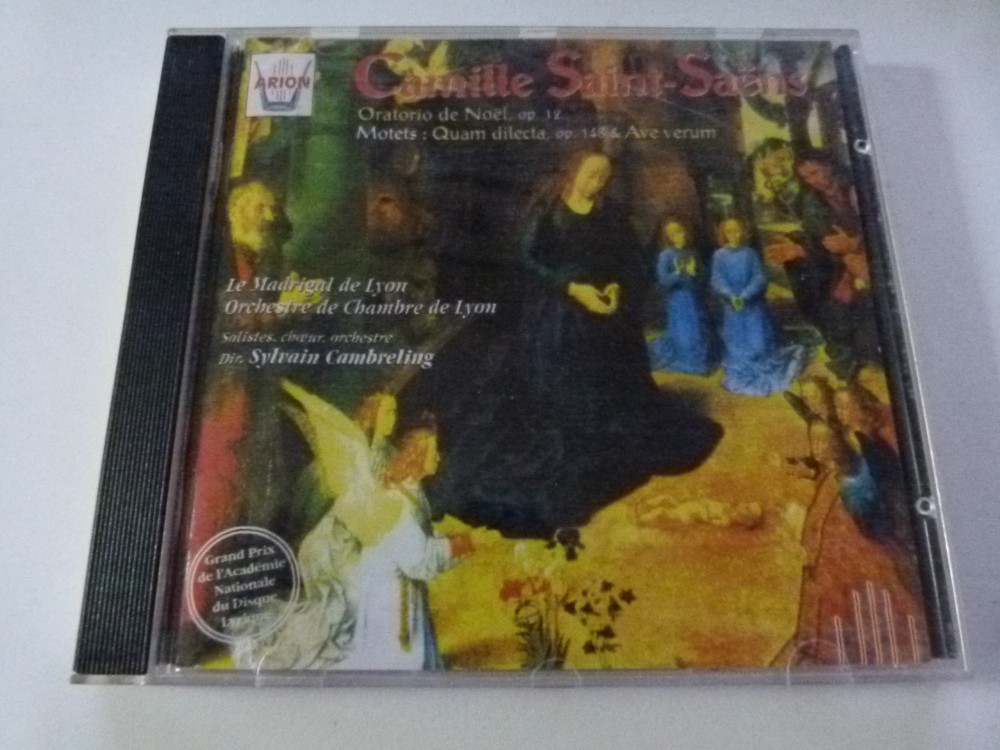 ARION
Camille Saint-Saëns
Oratorio de Noël, op. 12
Motets : Quam dilecta, op. 148 & Ave verum
Le Madrigal de Lyon
Orchestre de Chambre de Lyon
Solistes, chœur, orchestre
Dir. Sylvain Cambreling
Grand Prix
de l'Académie
Nationale
du Disque
Lyrique